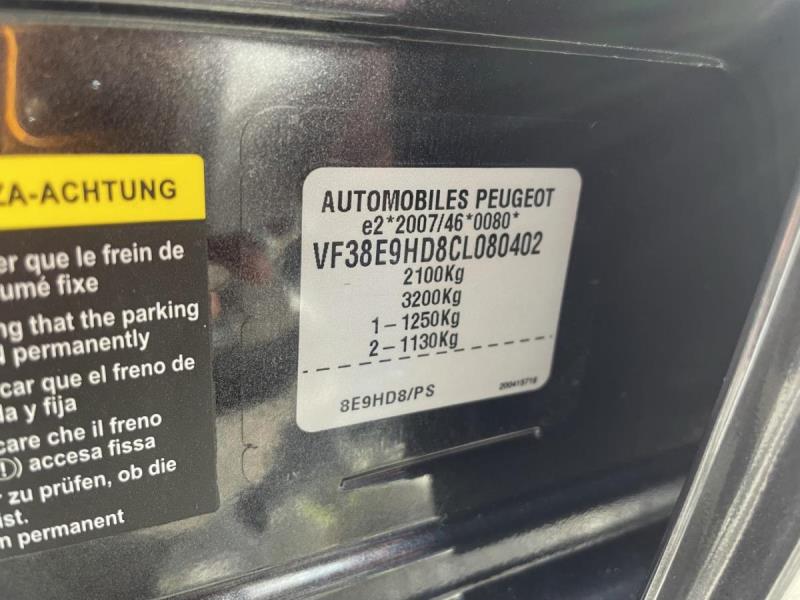 ZA-ACHTUNG
er que le frein de
umé fixe
ng that the parking
permanently
car que el freno de
y fija
care che il freno
(!) accesa fissa
zu prüfen, ob die
ist.
permanent
AUTOMOBILES PEUGEOT
e2*2007/46*0080*
VF38E9HD8CL080402
2100Kg
3200Kg
1-1250Kg
2-1130Kg
8E9HD8/PS